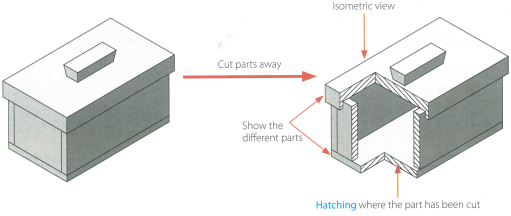 Isometric view
Cut parts away
Show the
different parts
Hatching where the part has been cut